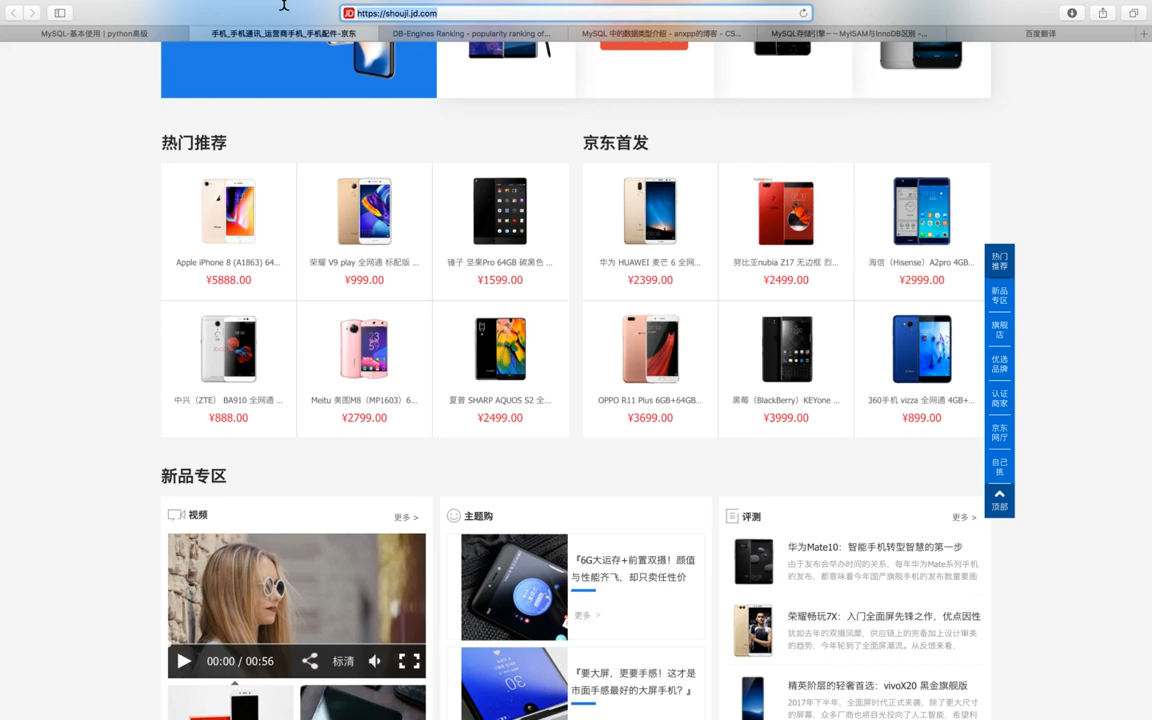 https://shouji.jd.com
MySQL-基本使用 | python高级
手机_手机通讯_运营商手机_手机配件-京东
DB-Engines Ranking - popularity ranking of...
MySQL 中的数据类型介绍 - anxpp的博客 - CS...
MySQL存储引擎－－MyISAM与InnoDB区别 -...
百度翻译
热门推荐
京东首发
Apple iPhone 8 (A1863) 64...
荣耀 V9 play 全网通 标配版 ...
锤子 坚果Pro 64GB 碳黑色 ...
华为 HUAWEI 麦芒 6 全网...
努比亚nubia Z17 无边框 烈...
海信（Hisense）A2pro 4GB...
¥5888.00
¥999.00
¥1599.00
¥2399.00
¥2499.00
¥2999.00
中兴（ZTE） BA910 全网通 ...
Meitu 美图M8（MP1603）6...
夏普 SHARP AQUOS S2 全...
OPPO R11 Plus 6GB+64GB...
黑莓（BlackBerry）KEYone ...
360手机 vizza 全网通 4GB+...
¥888.00
¥2799.00
¥2499.00
¥3699.00
¥3999.00
¥899.00
热门
推荐
新品
专区
旗舰
店
优选
品牌
认证
商家
京东
网厅
自己
挑
顶部
新品专区
视频
更多 >
00:00 / 00:56
标清
主题购
『6G大运存+前置双摄！颜值
与性能齐飞，却只卖任性价
更多 >
『要大屏，更要手感！这才是
市面手感最好的大屏手机？』
评测
更多 >
华为Mate10：智能手机转型智慧的第一步
由于发布会举办时间的关系，每年华为Mate系列手机
的发布，都意味着今年国产旗舰手机的发布数量要画
荣耀畅玩7X：入门全面屏先锋之作，优点因性
犹如去年的双摄风靡，供应链上的完备加上设计审美
的趋势，今年轮到了全面屏潮流。从反馈来看.
精英阶层的轻奢首选：vivoX20 黑金旗舰版
2017年下半年，全面屏时代正式来袭，除了更大尺寸
的屏幕，众多厂商也将目光投向了人工智能，希望利